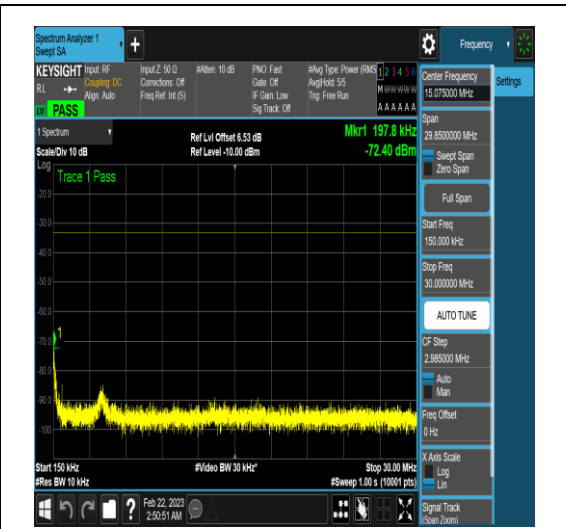 Spectrum Analyzer 1
Swept SA
+
Frequency
KEYSIGHT
RL
PASS
Input: RF
Coupling: DC
Align: Auto
Input Z: 50 Ω
Corrections: Off
Freq Ref: Int (S)
#Atten: 10 dB
PNO: Fast
Gate: Off
IF Gain: Low
Sig Track: Off
#Avg Type: Power (RMS
Avg|Hold: 5/5
Trig: Free Run
1 2 3 4 5 6
M W W W W W
A A A A A A
1 Spectrum
Scale/Div 10 dB
Ref Lvl Offset 6.53 dB
Ref Level -10.00 dBm
Mkr1 197.8 kHz
-72.40 dBm
Log
Trace 1 Pass
-20.0
-30.0
-40.0
-50.0
-60.0
-70.0
-80.0
-90.0
-100
1
Start 150 kHz
#Res BW 10 kHz
#Video BW 30 kHz*
Stop 30.00 MHz
#Sweep 1.00 s (10001 pts)
?
Feb 22, 2023
2:50:51 AM
Center Frequency
15.075000 MHz
Settings
Span
29.8500000 MHz
Swept Span
Zero Span
Full Span
Start Freq
150.000 kHz
Stop Freq
30.000000 MHz
AUTO TUNE
CF Step
2.985000 MHz
Auto
Man
Freq Offset
0 Hz
X Axis Scale
Log
Lin
Signal Track
(Span Zoom)